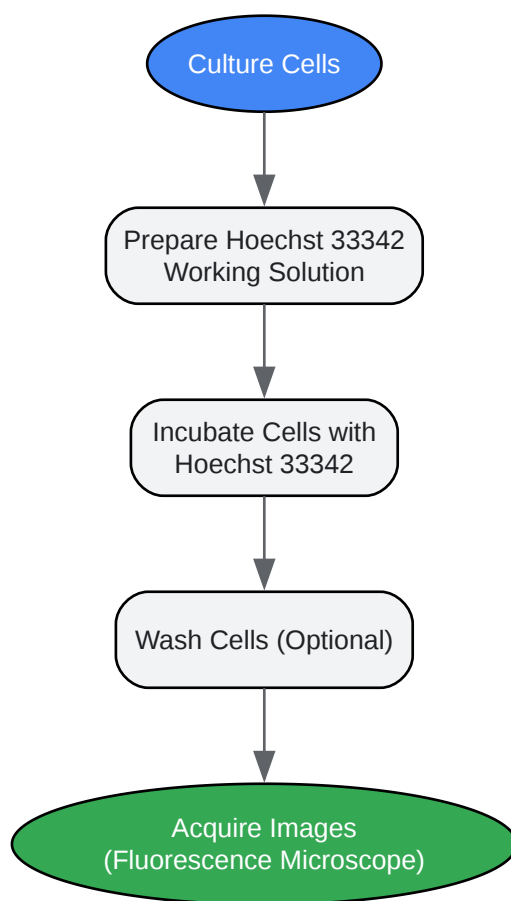 Culture Cells
Prepare Hoechst 33342
Working Solution
Incubate Cells with
Hoechst 33342
Wash Cells (Optional)
Acquire Images
(Fluorescence Microscope)